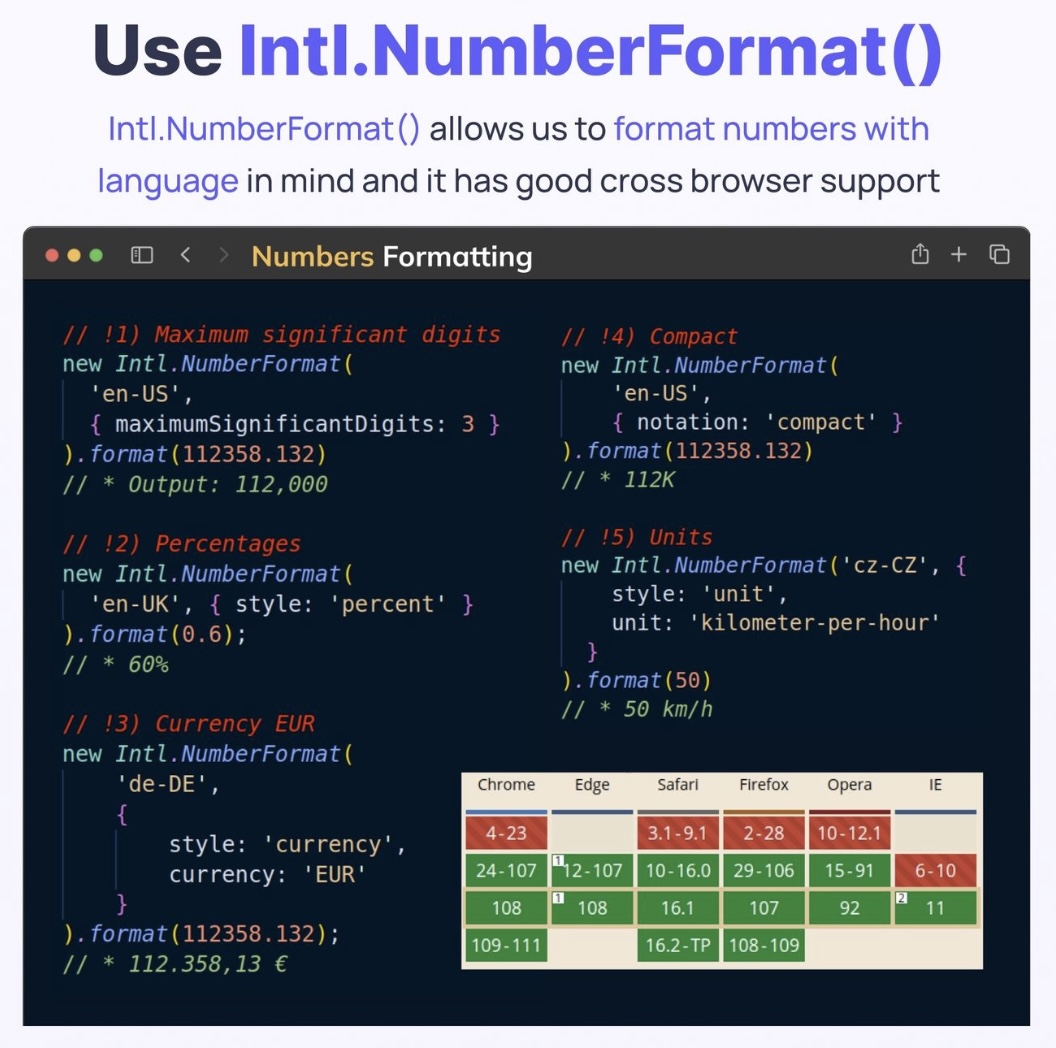 Use Intl.NumberFormat()
Intl.NumberFormat() allows us to format numbers with
language in mind and it has good cross browser support
Numbers Formatting
// !1) Maximum significant digits
new Intl.NumberFormat(
'en-US',
{ maximumSignificantDigits: 3 }
).format(112358.132)
// * Output: 112,000
// !2) Percentages
new Intl.NumberFormat(
'en-UK', { style: 'percent' }
).format(0.6);
// * 60%
// !3) Currency EUR
new Intl.NumberFormat(
'de-DE',
{
style: 'currency',
currency: 'EUR'
}
).format(112358.132);
// * 112.358,13 €
// !4) Compact
new Intl.NumberFormat(
'en-US',
{ notation: 'compact' }
).format(112358.132)
// * 112K
// !5) Units
new Intl.NumberFormat('cz-CZ', {
style: 'unit',
unit: 'kilometer-per-hour'
}
).format(50)
// * 50 km/h
Chrome Edge Safari Firefox Opera IE
4-23 3.1-9.1 2-28 10-12.1
24-107 1 12-107 10-16.0 29-106 15-91 6-10
108 1 108 16.1 107 92 2 11
109-111 16.2-TP 108-109